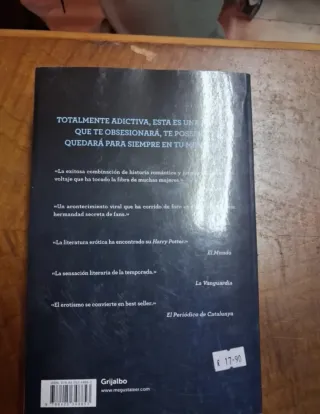 TOTALMENTE ADICTIVA, ESTA ES UNA
QUE TE OBSESIONARÁ, TE
QUEDARÁ PARA SIEMPRE EN TU
«La exitosa combinación de historia romántica y
voltaje que ha tocado la fibra de muchas mujeres.»
«Un acontecimiento viral que ha corrido de
hermandad secreta de fans.»
«La literatura erótica ha encontrado su Harry Potter.»
El Mundo
«La sensación literaria de la temporada.»
La Vanguardia
«El erotismo se convierte en best seller.»
El Periódico de Catalunya
€ 17.90
Grijalbo
www.megustaleer.com